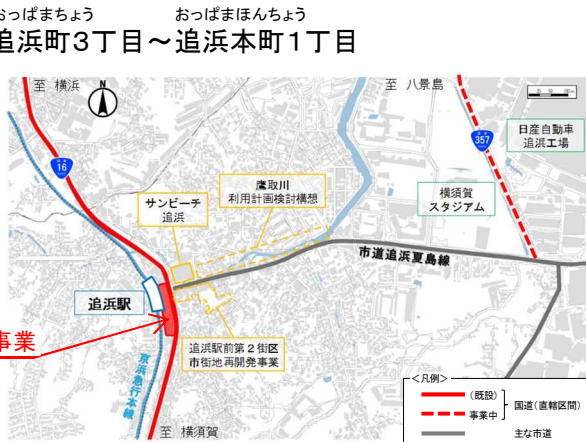 おっぱまちょう おっぱまほんちょう
追浜町3丁目～追浜本町1丁目
至 横浜
N
至 八景島
国道
16
357
日産自動車
追浜工場
鷹取川
利用計画検討構想
サンビーチ
追浜
横須賀
スタジアム
市道追浜夏島線
追浜駅
事業
追浜駅前第2街区
市街地再開発事業
京浜急行本線
至 横須賀
＜凡例＞
(既設)
事業中
国道(直轄区間)
主な市道